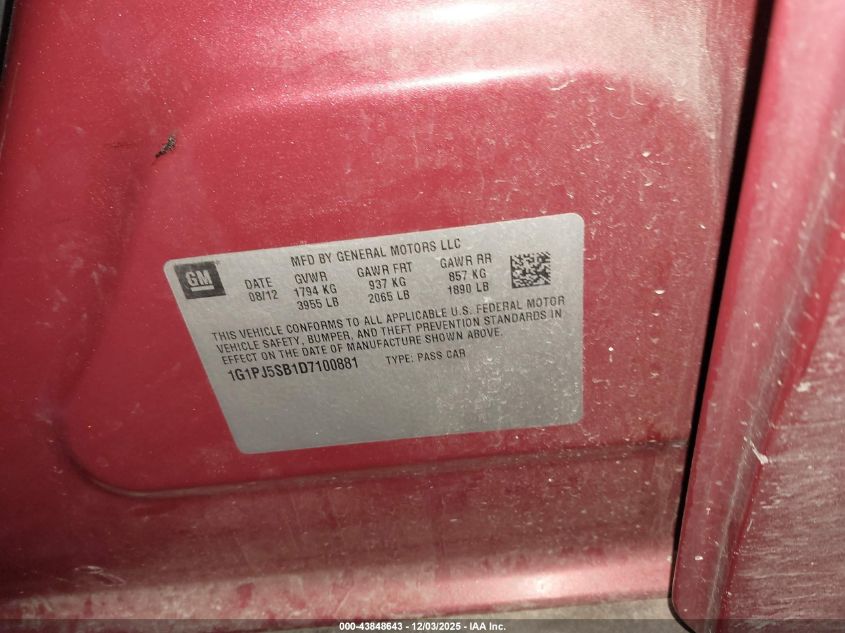 MFD BY GENERAL MOTORS LLC
GM
DATE GVWR GAWR FRT GAWR RR
08/12 1794 KG 937 KG 857 KG
3955 LB 2065 LB 1890 LB
THIS VEHICLE CONFORMS TO ALL APPLICABLE U.S. FEDERAL MOTOR
VEHICLE SAFETY, BUMPER, AND THEFT PREVENTION STANDARDS IN
EFFECT ON THE DATE OF MANUFACTURE SHOWN ABOVE.
1G1PJ5SB1D7100881 TYPE: PASS CAR
000-43848643 - 12/03/2025 - IAA Inc.